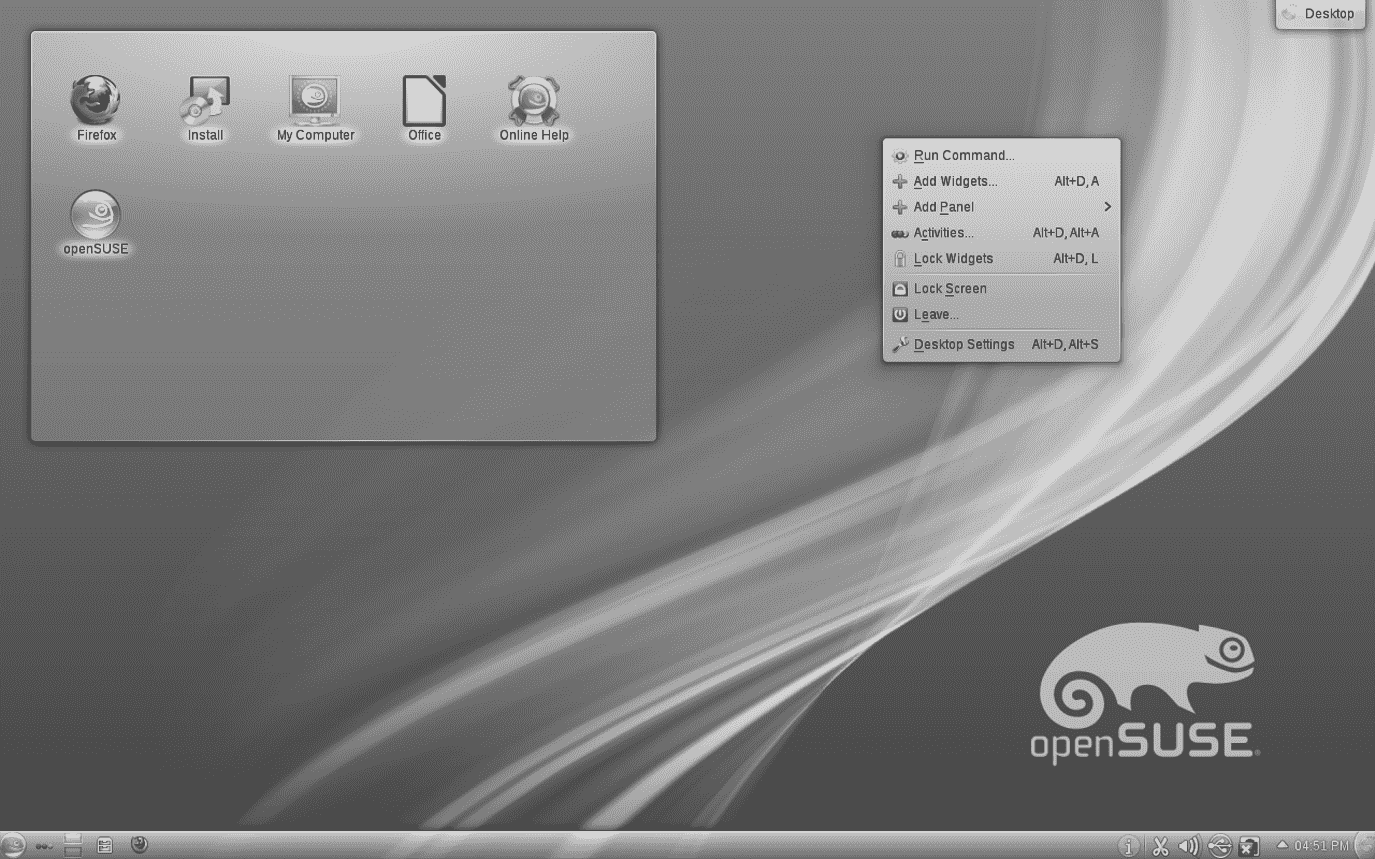 Desktop
Firefox
Install
My Computer
Office
Online Help
openSUSE
Run Command...
Add Widgets... Alt+D, A
Add Panel
Activities... Alt+D, Alt+A
Lock Widgets Alt+D, L
Lock Screen
Leave...
Desktop Settings Alt+D, Alt+S
openSUSE
04:51 PM